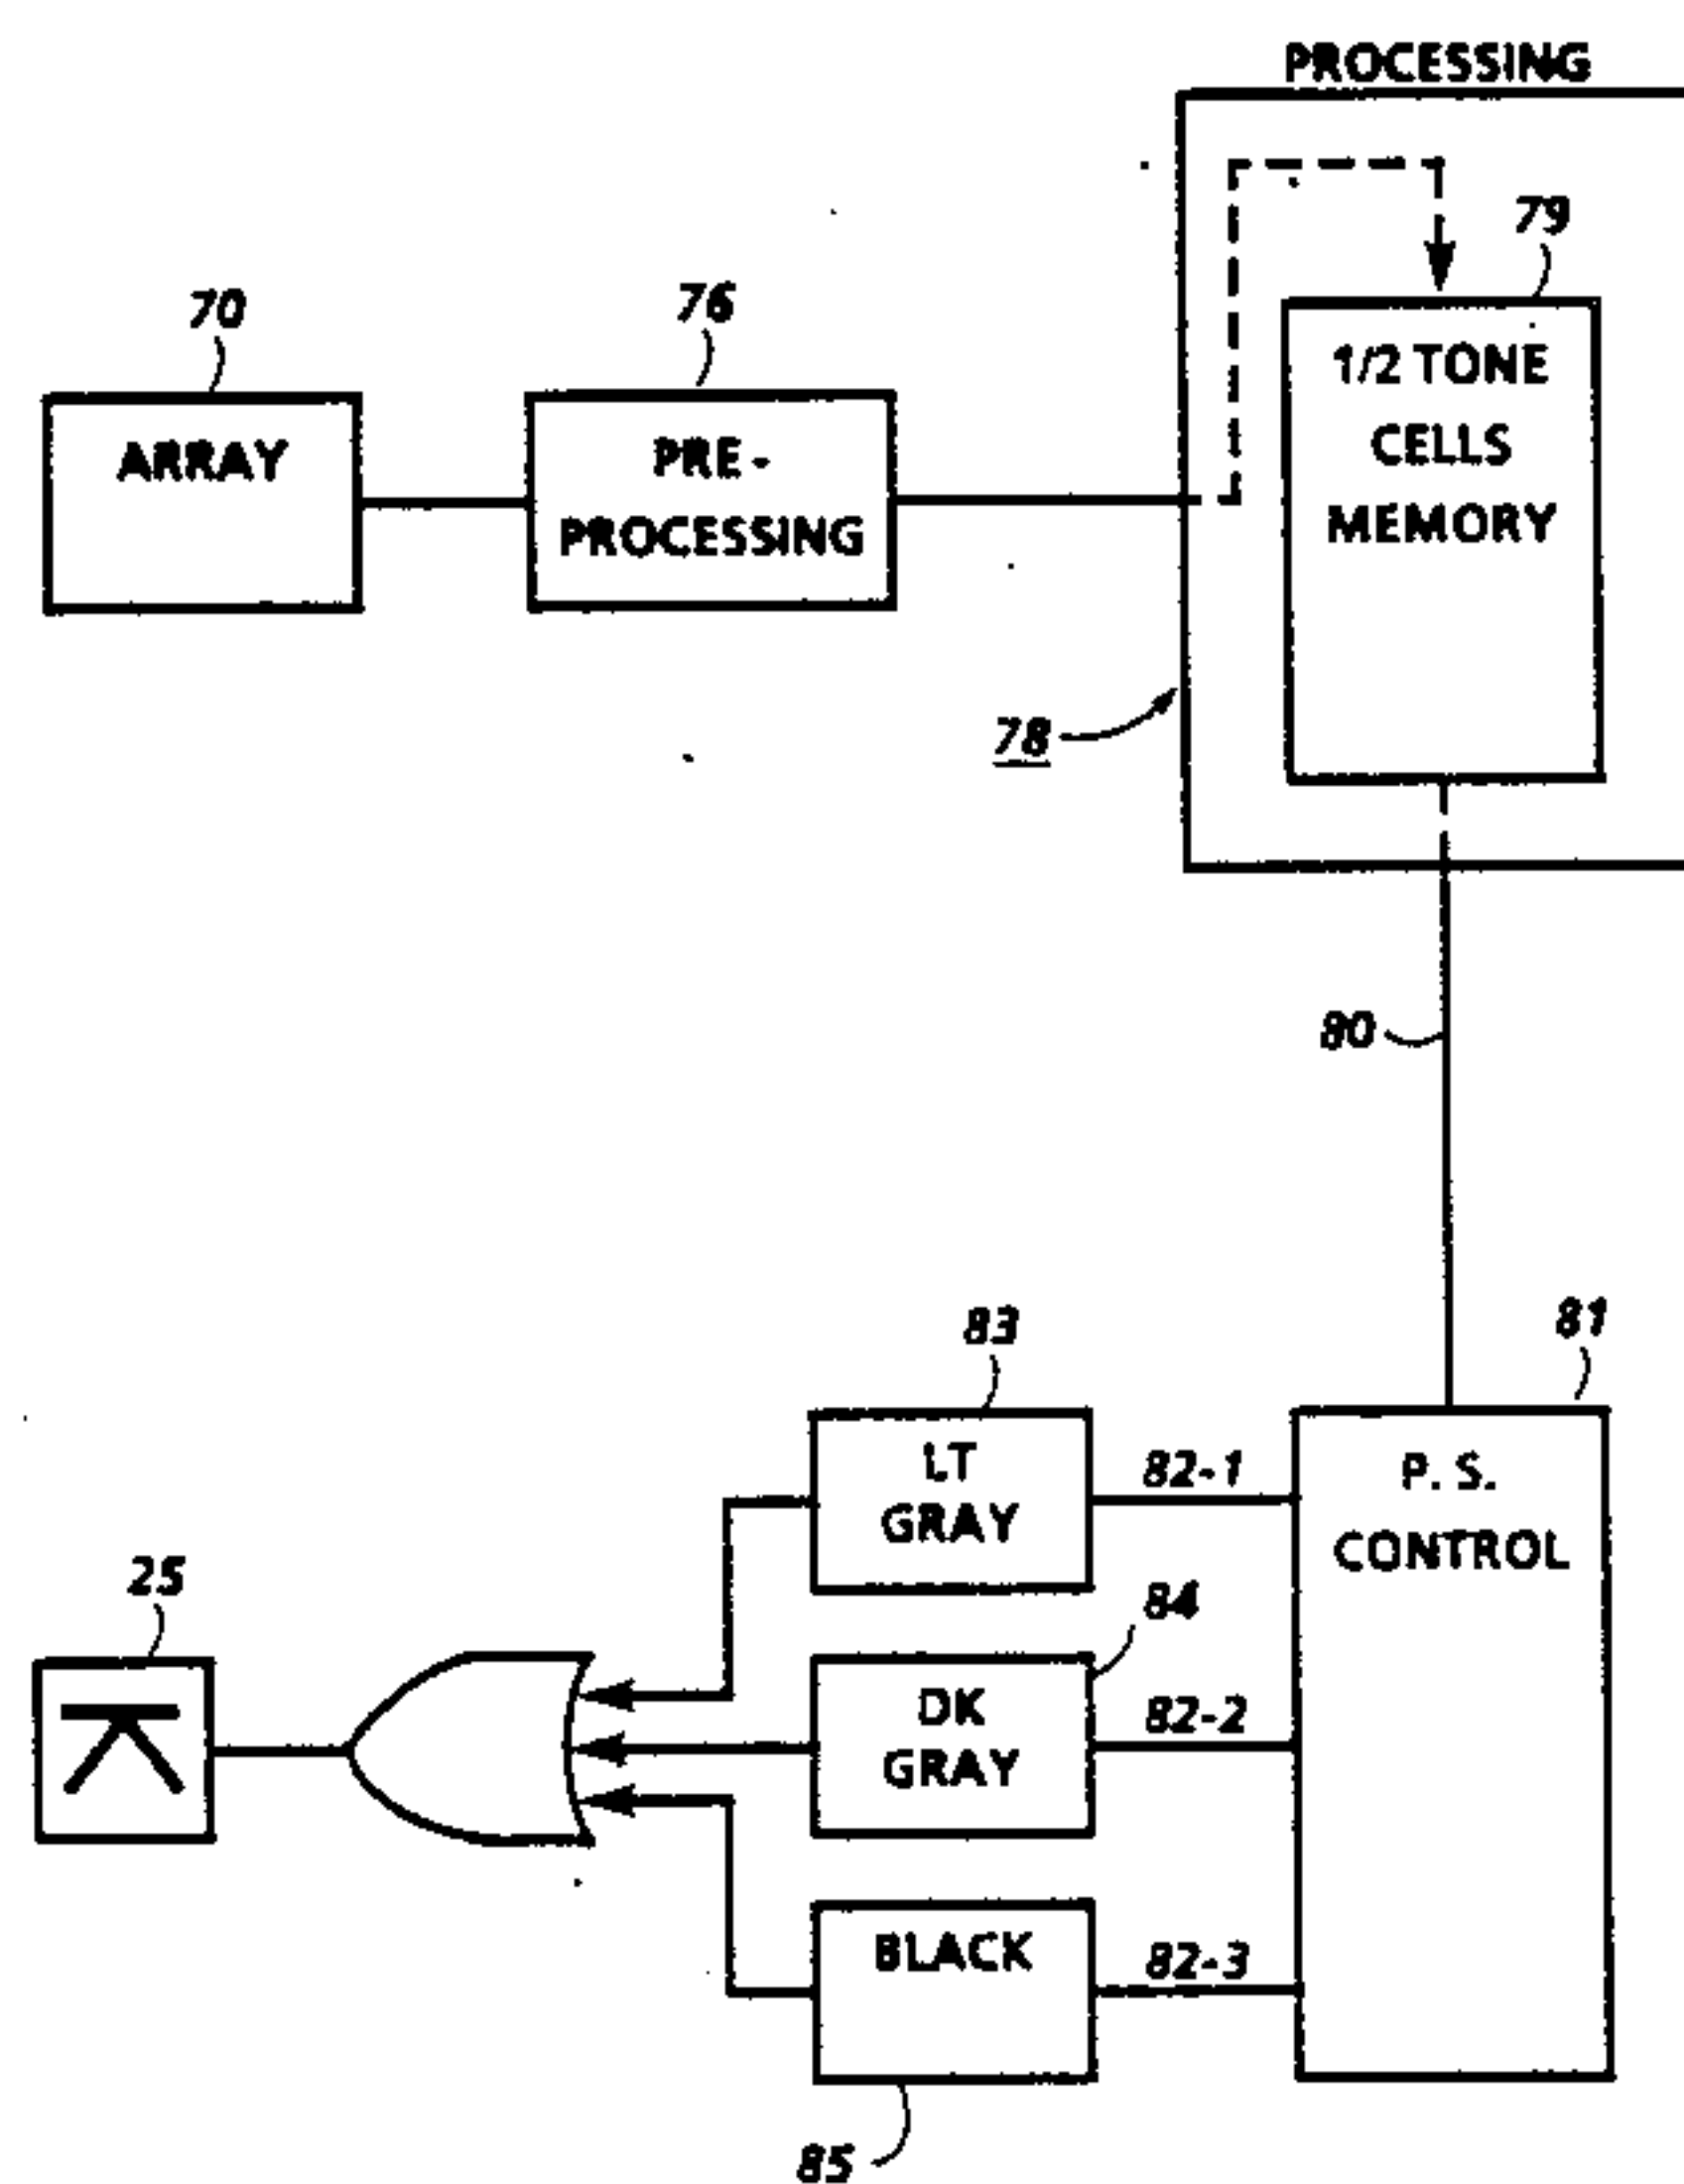 PROCESSING
79
70
76
1/2 TONE
CELLS
MEMORY
ARRAY
PRE-
PROCESSING
78
80
83
81
LT
GRAY
82-1
P. S.
CONTROL
25
84
DK
GRAY
82-2
BLACK
82-3
85